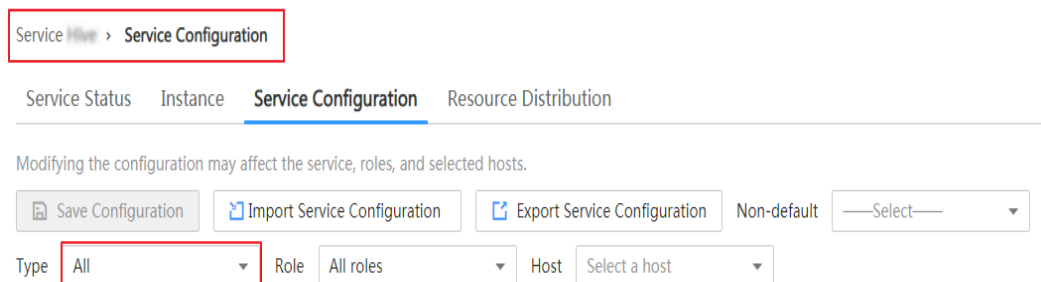 Service › Service Configuration
Service Status Instance Service Configuration Resource Distribution
Modifying the configuration may affect the service, roles, and selected hosts.
Save Configuration Import Service Configuration Export Service Configuration Non-default ——Select——
Type All Role All roles Host Select a host